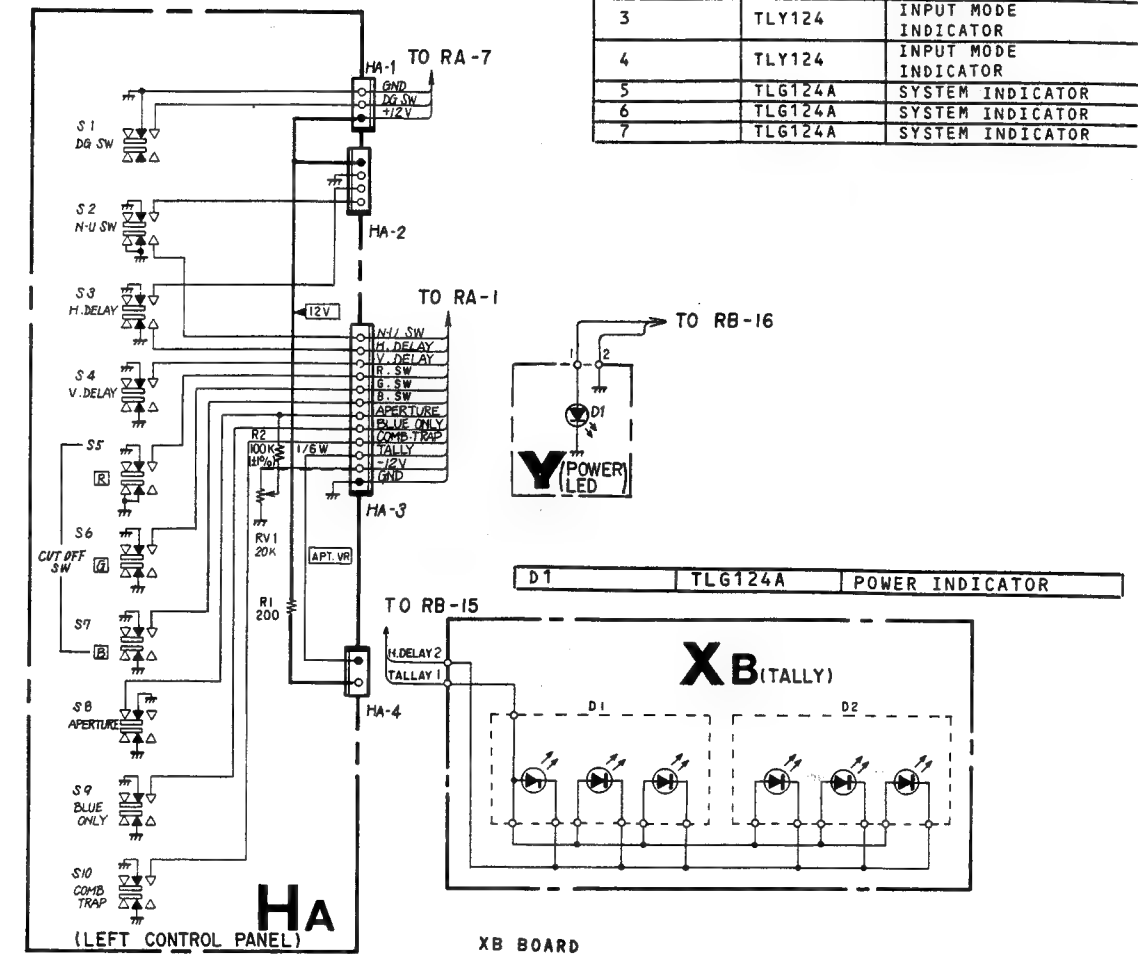 3 TLY124 INPUT MODE
INDICATOR
4 TLY124 INPUT MODE
INDICATOR
5 TLG124A SYSTEM INDICATOR
6 TLG124A SYSTEM INDICATOR
7 TLG124A SYSTEM INDICATOR
TO RA-7
HA-1
GND
DG SW
+12V
S1
DG SW
S2
N-U SW
HA-2
S3
H.DELAY
12V
TO RA-1
N-U SW
H. DELAY
V. DELAY
R. SW
G. SW
B. SW
APERTURE
BLUE ONLY
COMB-TRAP
TALLY
-12V
GND
HA-3
S4
V.DELAY
R2
100K
(±1%)
1/6W
S5
R
S6
CUT OFF
SW
G
RV1
20K
APT. VR
S7
B
R1
200
HA-4
S8
APERTURE
S9
BLUE
ONLY
S10
COMB
TRAP
HA
(LEFT CONTROL PANEL)
TO RB-16
1 2
D1
Y (POWER
LED)
D1 TLG124A POWER INDICATOR
TO RB-15
H.DELAY 2
TALLAY 1
XB (TALLY)
D1 D2
XB BOARD